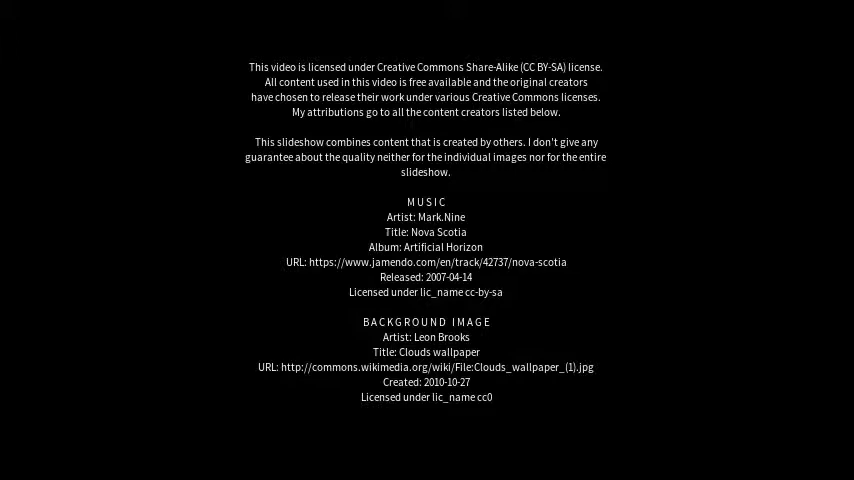 This video is licensed under Creative Commons Share-Alike (CC BY-SA) license.
All content used in this video is free available and the original creators
have chosen to release their work under various Creative Commons licenses.
My attributions go to all the content creators listed below.
This slideshow combines content that is created by others. I don't give any
guarantee about the quality neither for the individual images nor for the entire
slideshow.
MUSIC
Artist: Mark.Nine
Title: Nova Scotia
Album: Artificial Horizon
URL: https://www.jamendo.com/en/track/42737/nova-scotia
Released: 2007-04-14
Licensed under lic_name cc-by-sa
BACKGROUND IMAGE
Artist: Leon Brooks
Title: Clouds wallpaper
URL: http://commons.wikimedia.org/wiki/File:Clouds_wallpaper_(1).jpg
Created: 2010-10-27
Licensed under lic_name cc0